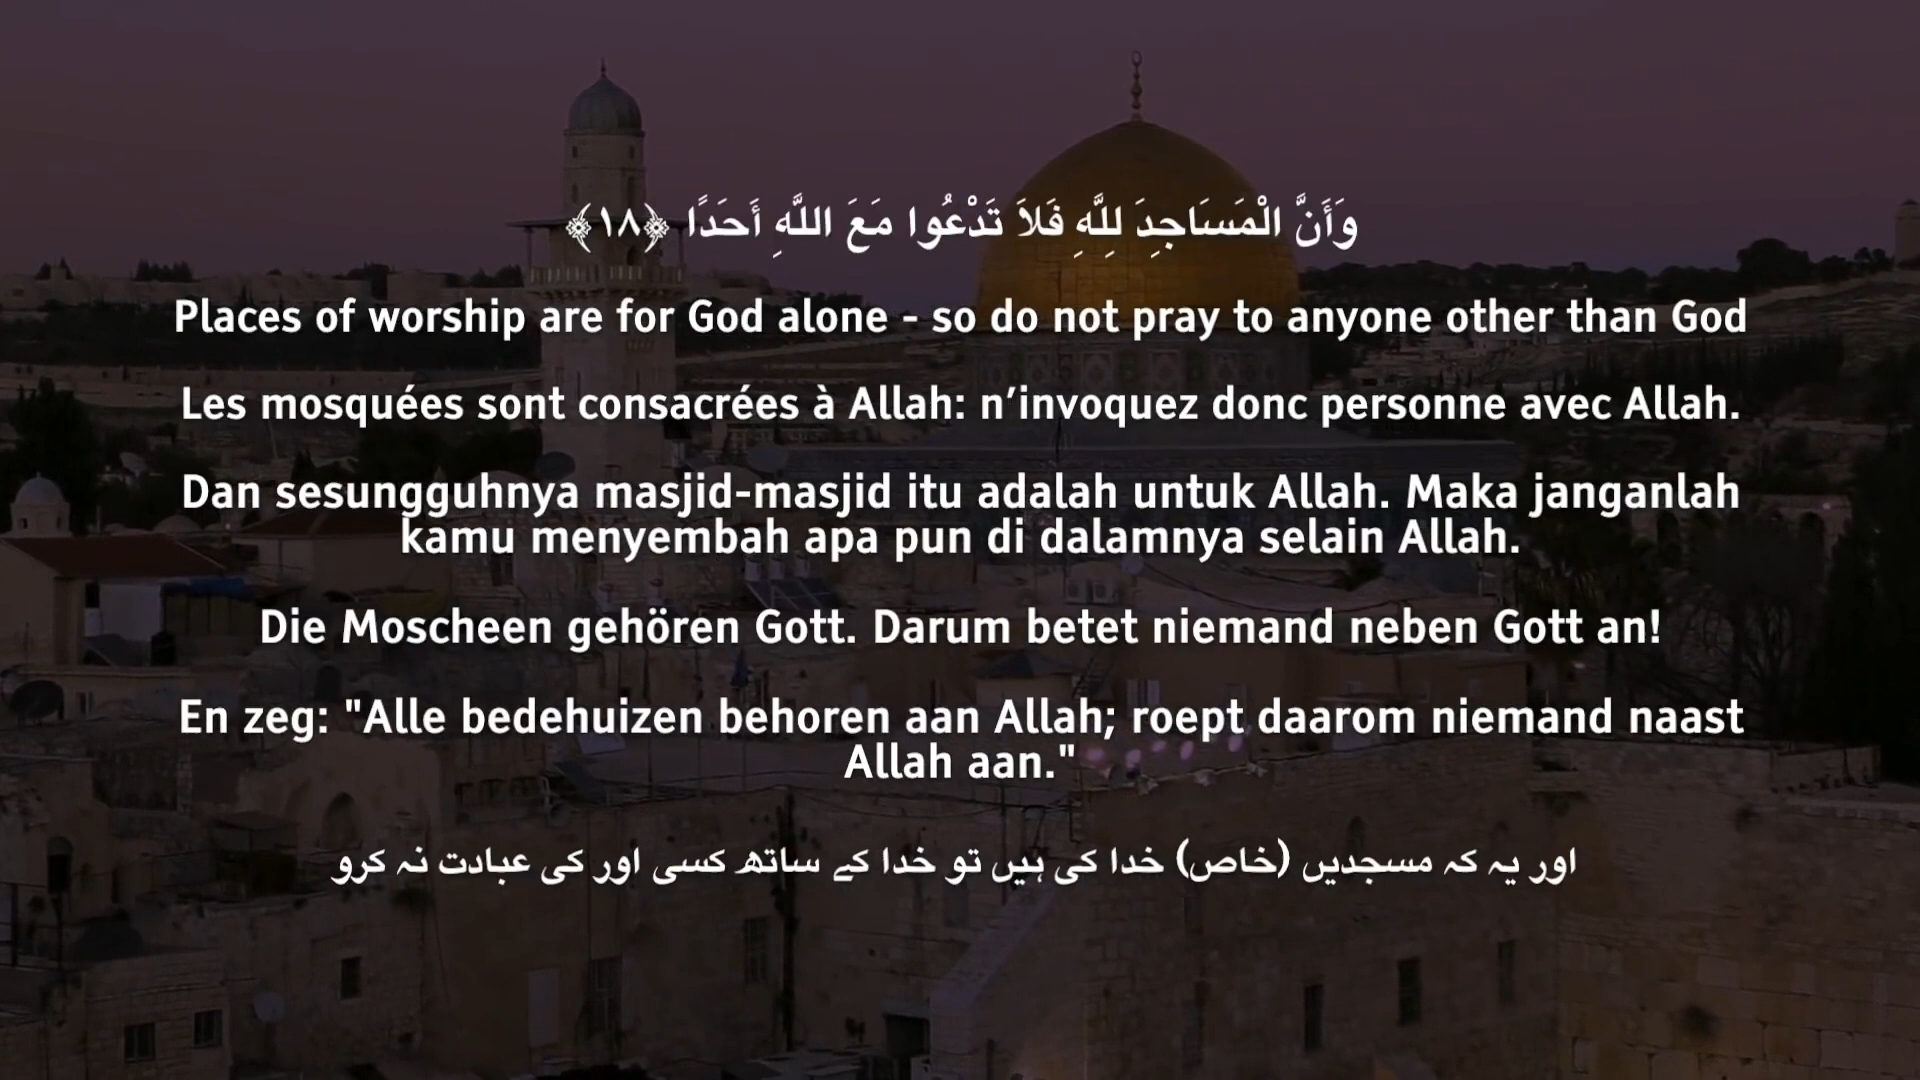 وَأَنَّ الْمَسَاجِدَ لِلَّهِ فَلاَ تَدْعُوا مَعَ اللَّهِ أَحَدًا ﴿١٨﴾
Places of worship are for God alone - so do not pray to anyone other than God
Les mosquées sont consacrées à Allah: n’invoquez donc personne avec Allah.
Dan sesungguhnya masjid-masjid itu adalah untuk Allah. Maka janganlah
kamu menyembah apa pun di dalamnya selain Allah.
Die Moscheen gehören Gott. Darum betet niemand neben Gott an!
En zeg: "Alle bedehuizen behoren aan Allah; roept daarom niemand naast
Allah aan."
اور یہ کہ مسجدیں (خاص) خدا کی ہیں تو خدا کے ساتھ کسی اور کی عبادت نہ کرو